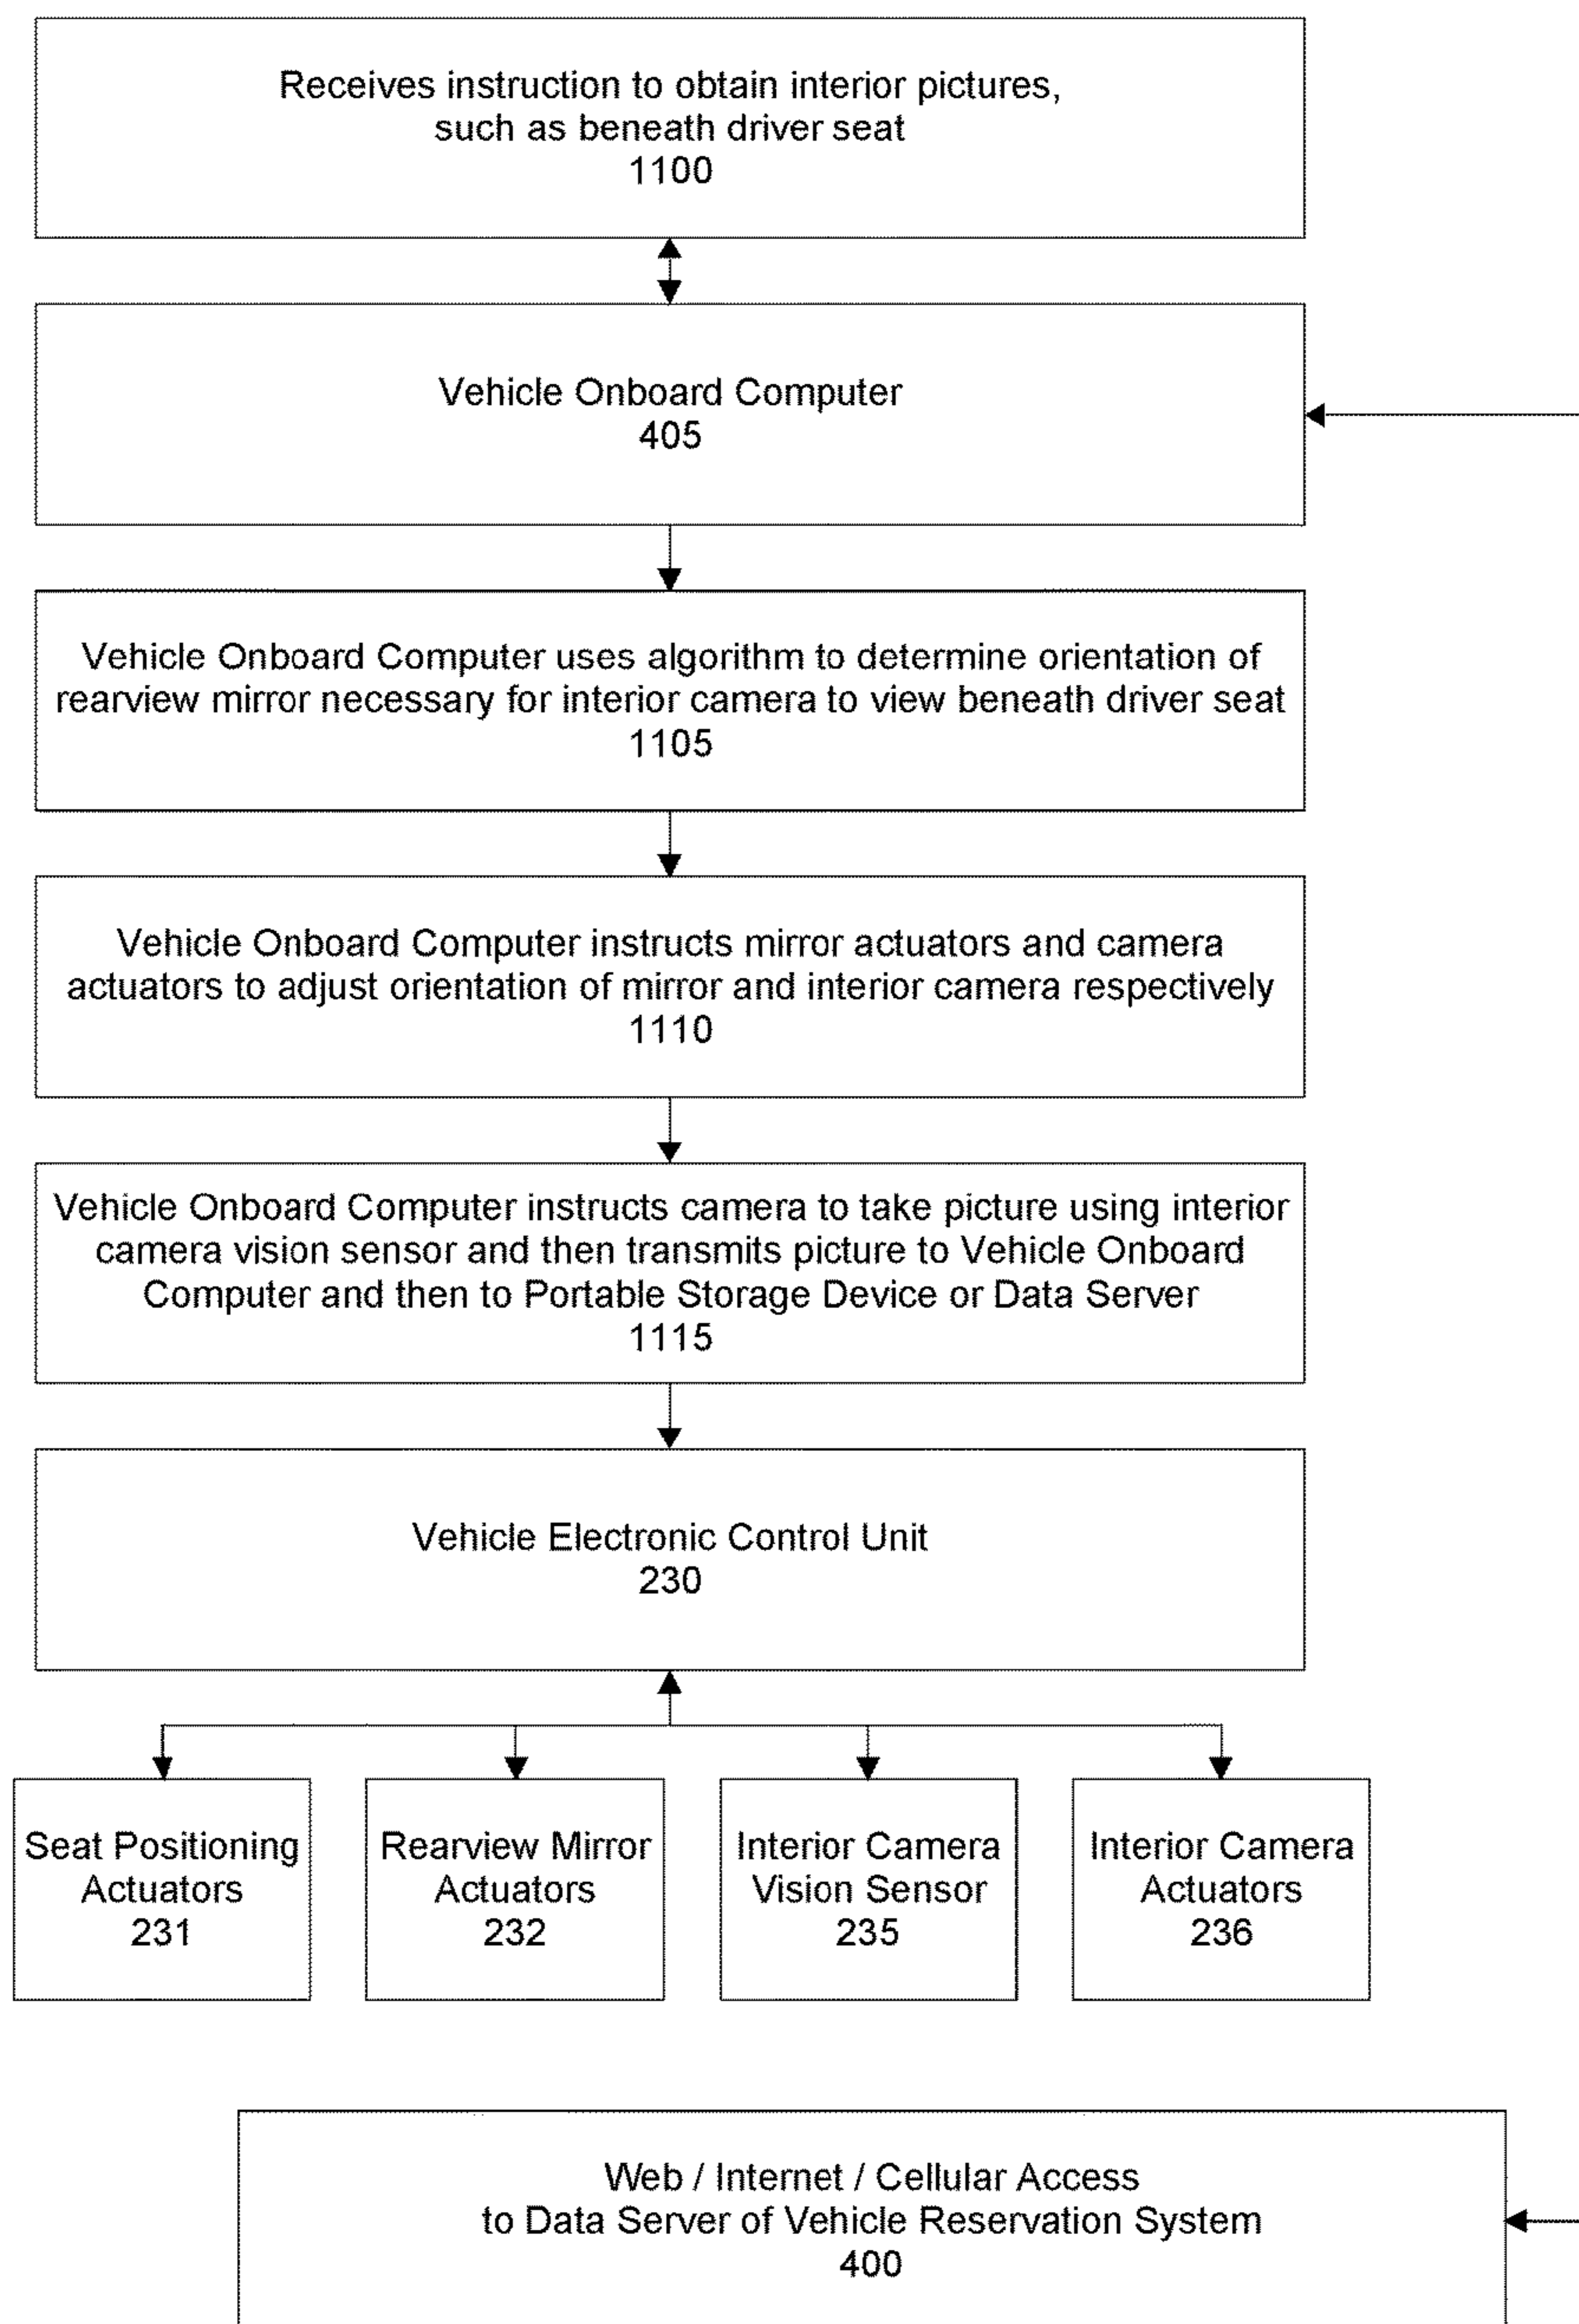 Receives instruction to obtain interior pictures,
such as beneath driver seat
1100
Vehicle Onboard Computer
405
Vehicle Onboard Computer uses algorithm to determine orientation of
rearview mirror necessary for interior camera to view beneath driver seat
1105
Vehicle Onboard Computer instructs mirror actuators and camera
actuators to adjust orientation of mirror and interior camera respectively
1110
Vehicle Onboard Computer instructs camera to take picture using interior
camera vision sensor and then transmits picture to Vehicle Onboard
Computer and then to Portable Storage Device or Data Server
1115
Vehicle Electronic Control Unit
230
Seat Positioning
Actuators
231
Rearview Mirror
Actuators
232
Interior Camera
Vision Sensor
235
Interior Camera
Actuators
236
Web / Internet / Cellular Access
to Data Server of Vehicle Reservation System
400